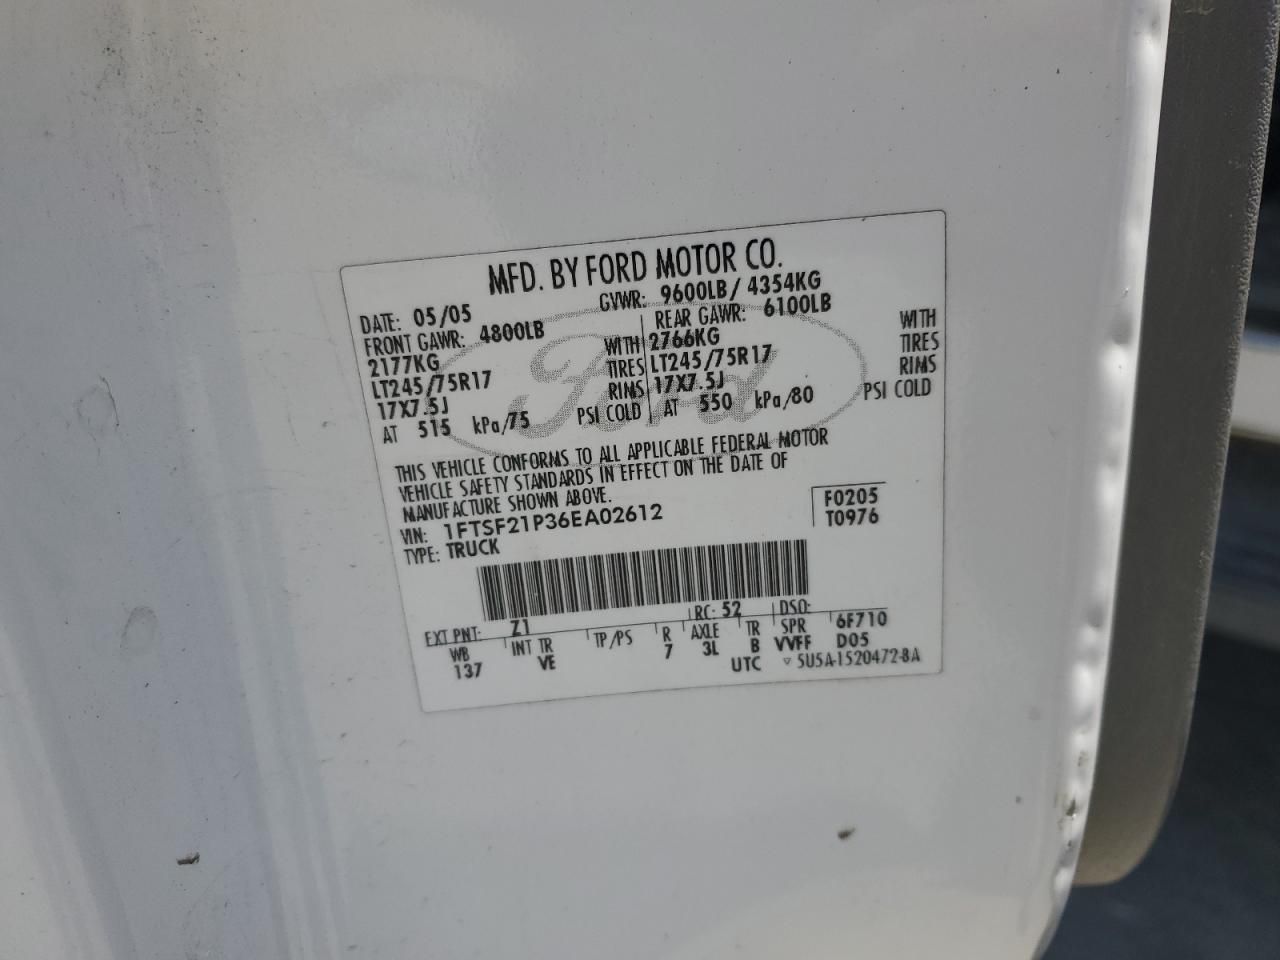 MFD. BY FORD MOTOR CO.
DATE: 05/05 GVWR: 9600LB / 4354KG
FRONT GAWR: 4800LB REAR GAWR: 6100LB
2177KG WITH 2766KG WITH
LT245/75R17 TIRES LT245/75R17 TIRES
17X7.5J RIMS 17X7.5J RIMS
AT 515 kPa/75 PSI COLD AT 550 kPa/80 PSI COLD
Ford
THIS VEHICLE CONFORMS TO ALL APPLICABLE FEDERAL MOTOR
VEHICLE SAFETY STANDARDS IN EFFECT ON THE DATE OF
MANUFACTURE SHOWN ABOVE.
VIN: 1FTSF21P36EA02612 F0205
TYPE: TRUCK T0976
EXT PNT: Z1 RC: 52 DSO:
WB INT TR TP/PS R AXLE TR SPR 6F710
137 VE 7 3L B VVFF D05
UTC ▽ 5U5A-1520472-BA